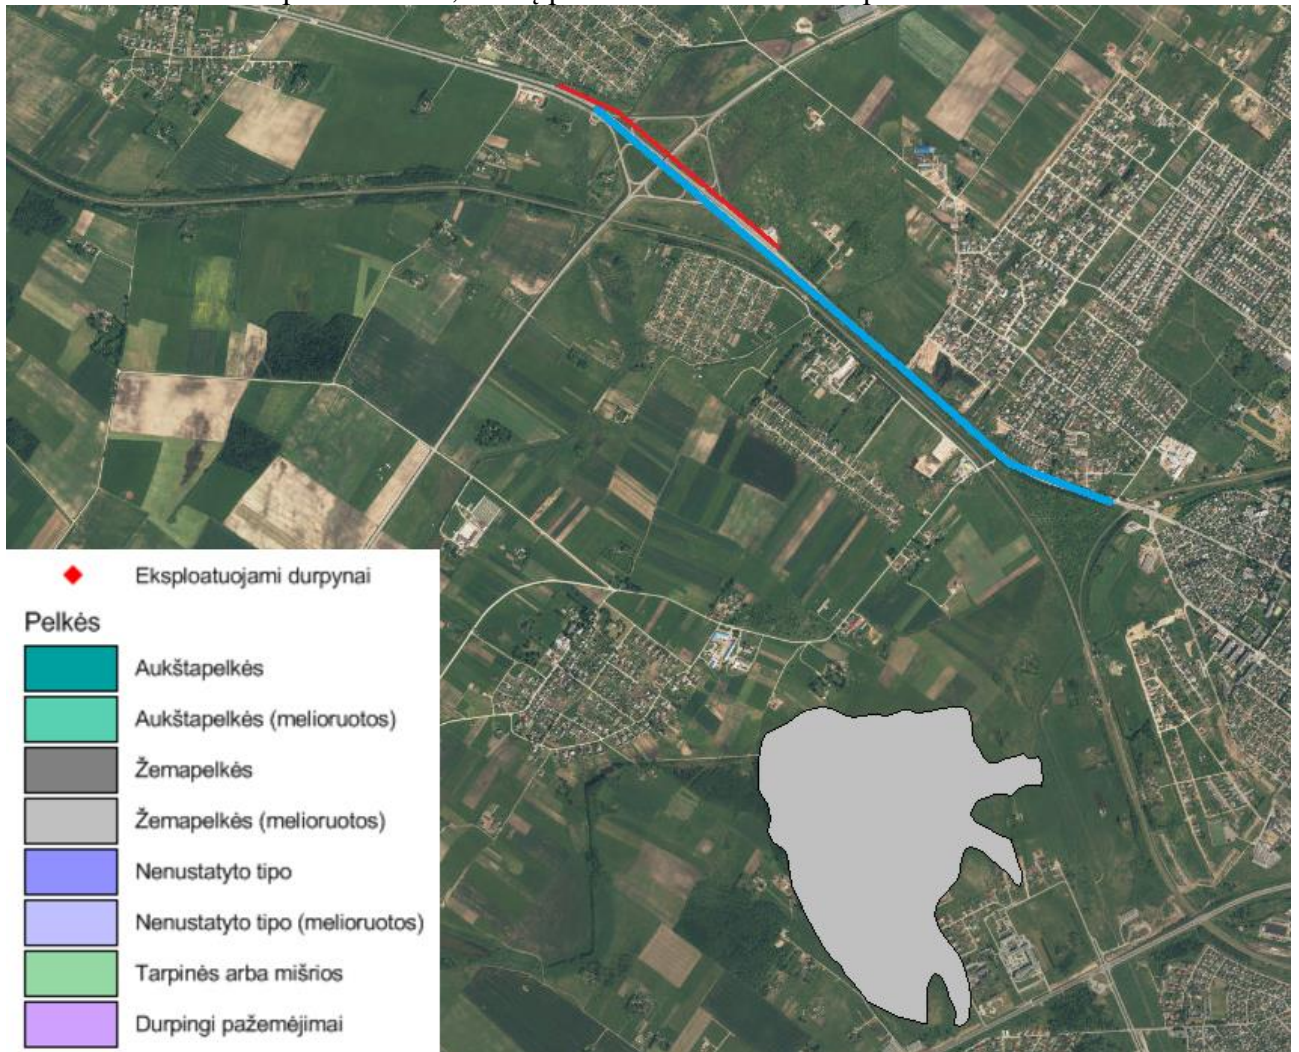 Eksploatuojami durpynai
Pelkės
Aukštapelkės
Aukštapelkės (melioruotos)
Žemapelkės
Žemapelkės (melioruotos)
Nenustatyto tipo
Nenustatyto tipo (melioruotos)
Tarpinės arba mišrios
Durpingi pažemėjimai